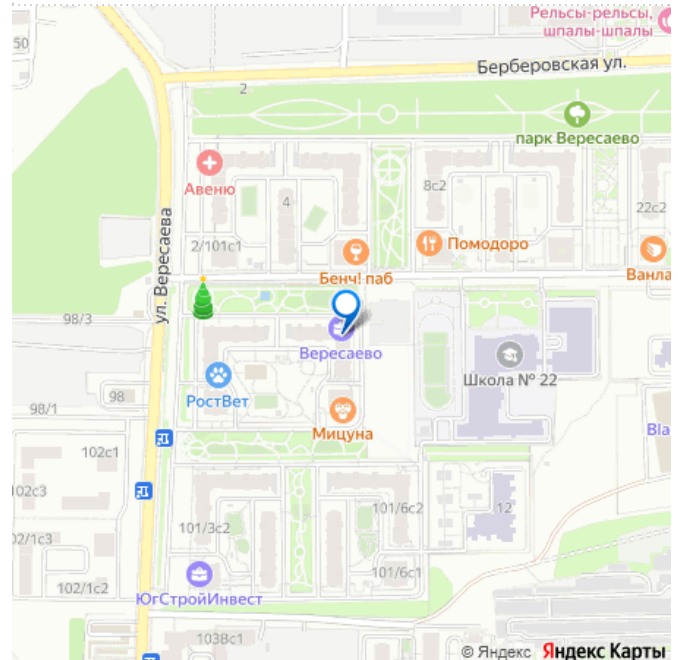 Рельсы-рельсы,
шпалы-шпалы
50
Берберовская ул.
2
парк Вересаево
Авеню
8с2
4
22с2
ул. Вересаева
2/101с1
Помодоро
Бенч! паб
Ванла
98/3
Вересаево
Школа № 22
98
РостВет
98/1
Мицуна
Bla
102с1
102с3
101/6с2
12
101/3с2
02/1с3
101/6с1
102/1с2
ЮгСтройИнвест
1038с1
© Яндекс Яндекс Карты